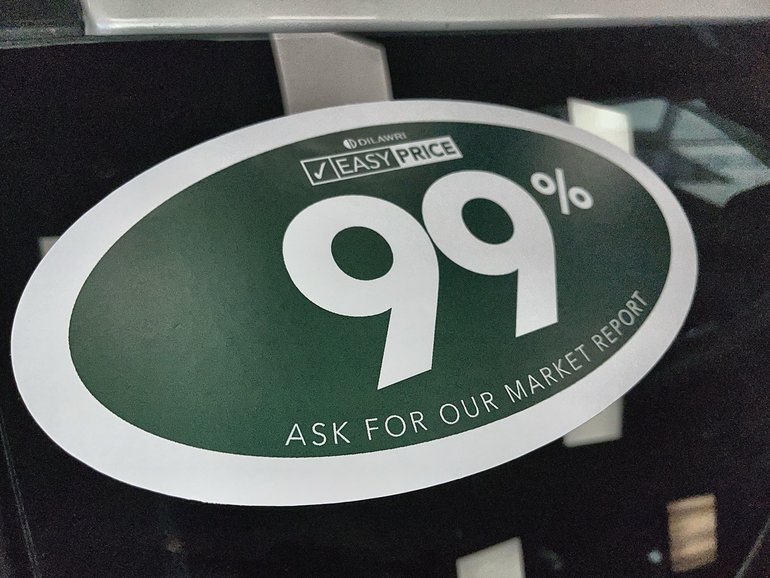 DILAWRI
✓ EASY PRICE
99%
ASK FOR OUR MARKET REPORT